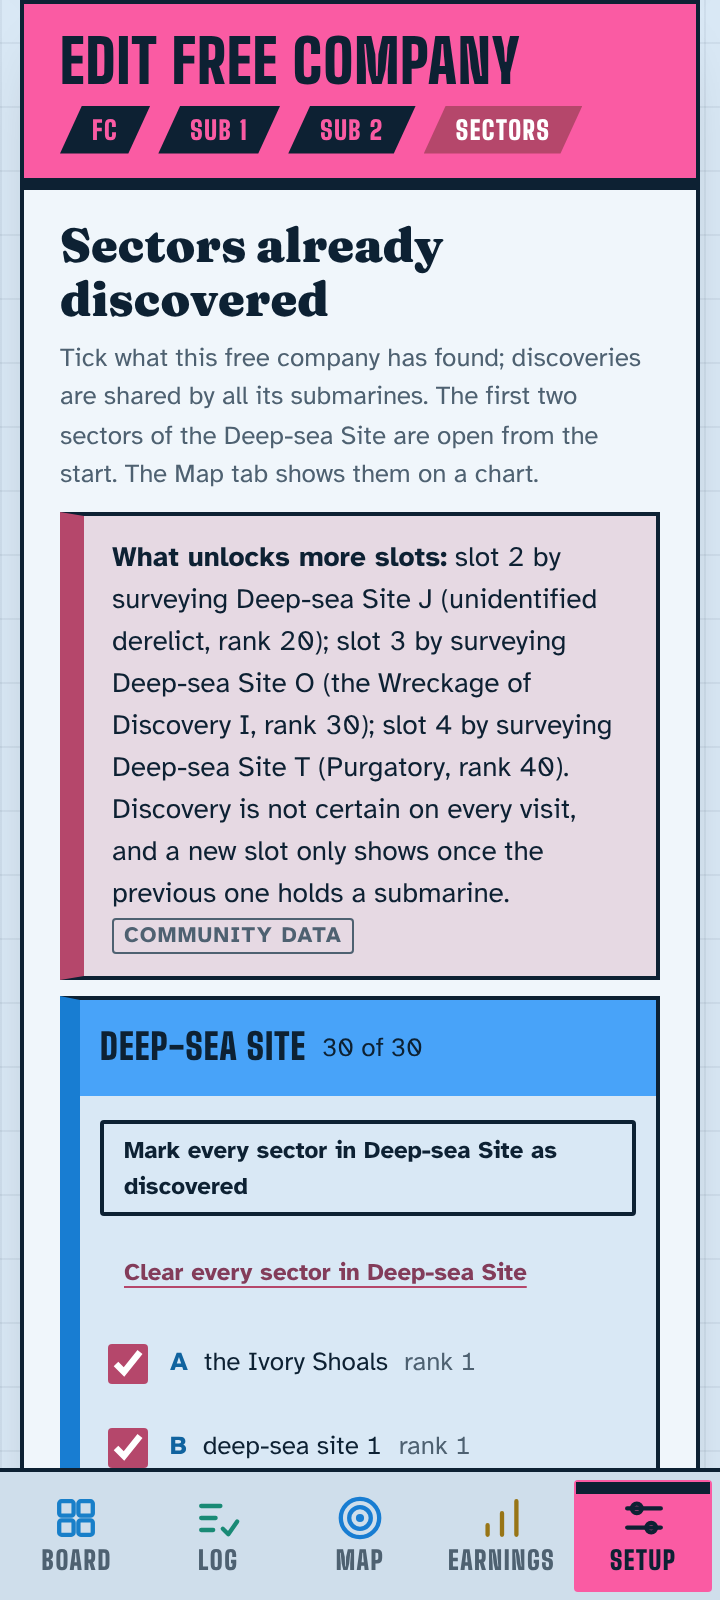 EDIT FREE COMPANY
FC
SUB 1
SUB 2
SECTORS
Sectors already
discovered
Tick what this free company has found; discoveries
are shared by all its submarines. The first two
sectors of the Deep-sea Site are open from the
start. The Map tab shows them on a chart.
What unlocks more slots: slot 2 by
surveying Deep-sea Site J (unidentified
derelict, rank 20); slot 3 by surveying
Deep-sea Site O (the Wreckage of
Discovery I, rank 30); slot 4 by surveying
Deep-sea Site T (Purgatory, rank 40).
Discovery is not certain on every visit,
and a new slot only shows once the
previous one holds a submarine.
COMMUNITY DATA
DEEP-SEA SITE 30 of 30
Mark every sector in Deep-sea Site as
discovered
Clear every sector in Deep-sea Site
A the Ivory Shoals rank 1
B deep-sea site 1 rank 1
BOARD
LOG
MAP
EARNINGS
SETUP